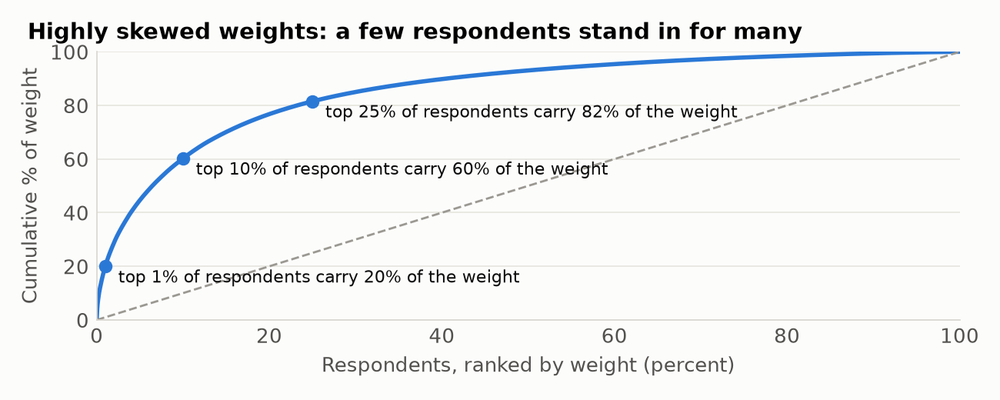 Highly skewed weights: a few respondents stand in for many
Cumulative % of weight
100
80
60
40
20
0
top 25% of respondents carry 82% of the weight
top 10% of respondents carry 60% of the weight
top 1% of respondents carry 20% of the weight
0 20 40 60 80 100
Respondents, ranked by weight (percent)